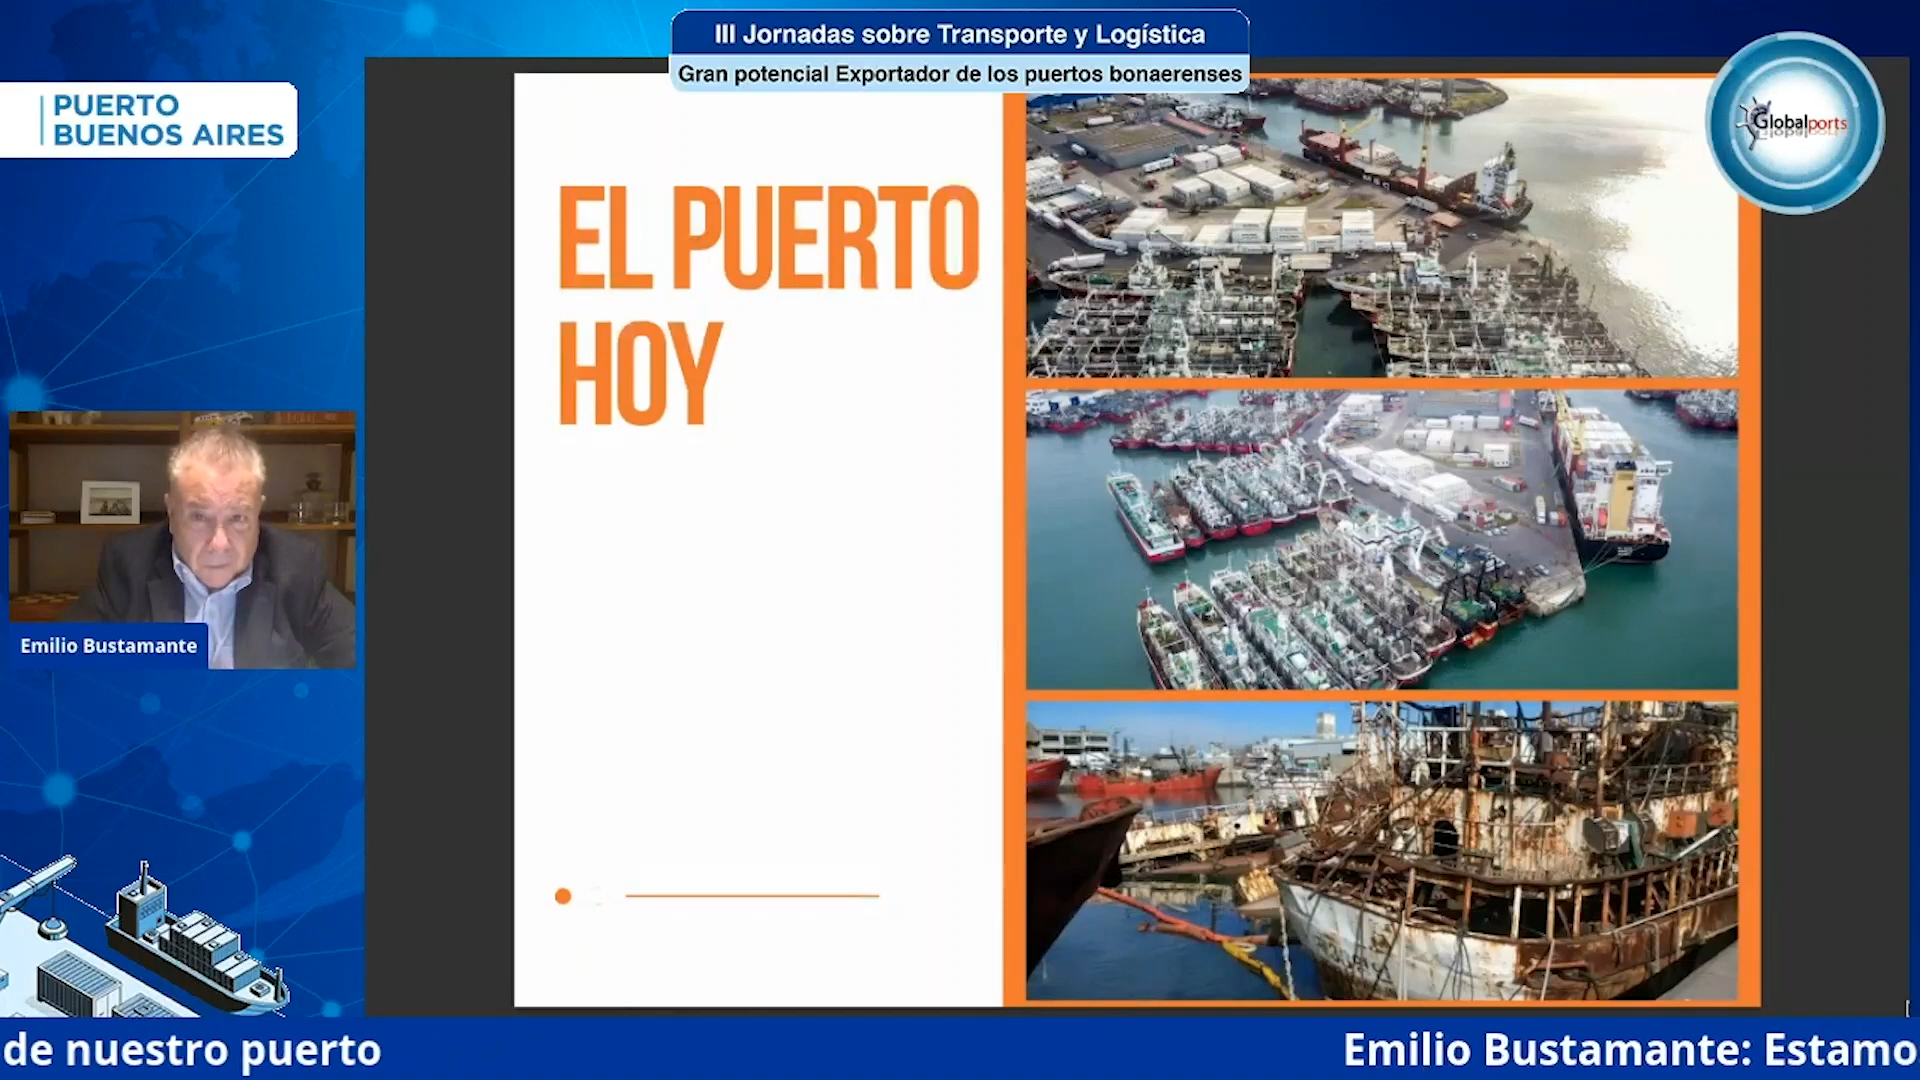 III Jornadas sobre Transporte y Logística
Gran potencial Exportador de los puertos bonaerenses
PUERTO
BUENOS AIRES
Globalports
EL PUERTO
HOY
Emilio Bustamante
de nuestro puerto
Emilio Bustamante: Estamo